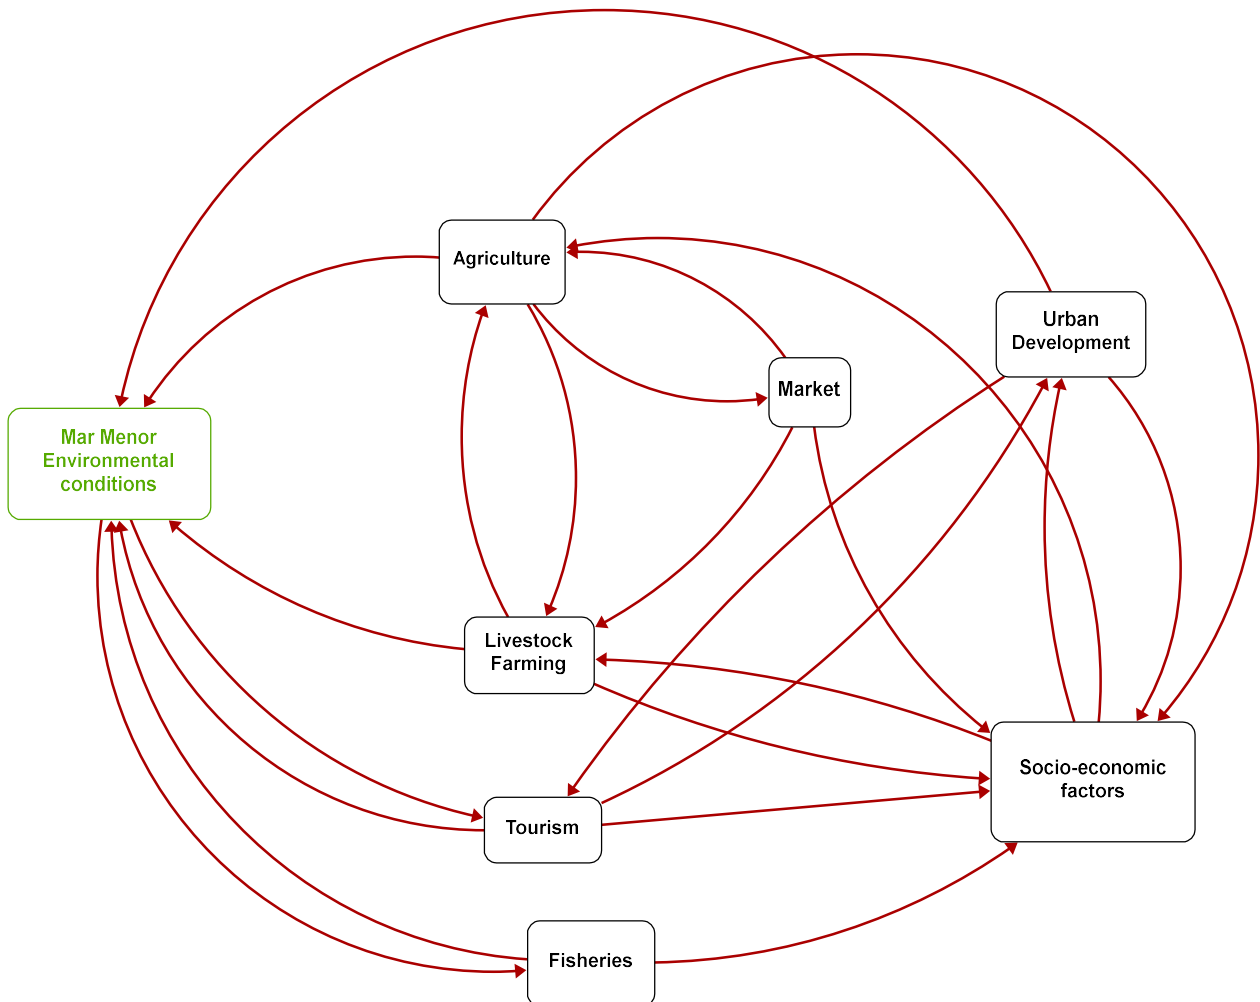 Agriculture
Urban
Development
Market
Mar Menor
Environmental
conditions
Livestock
Farming
Socio-economic
factors
Tourism
Fisheries